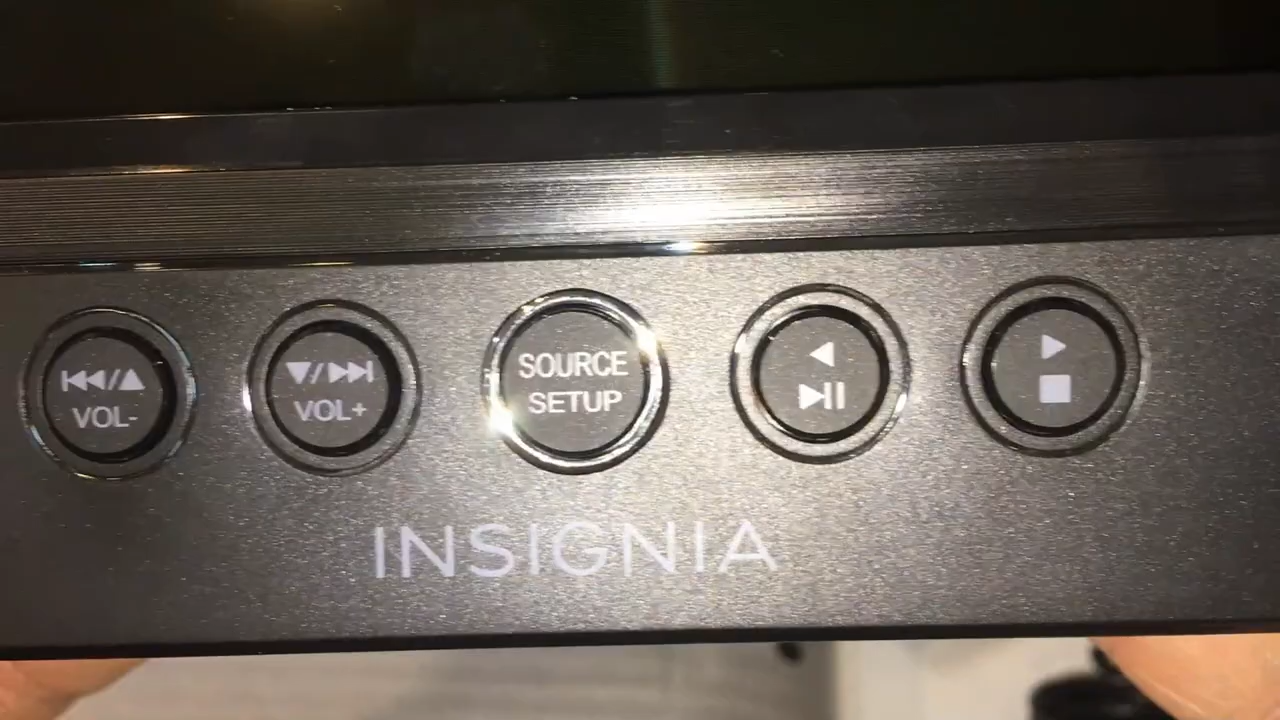 / VOL-
/ VOL+
SOURCE
SETUP
INSIGNIA